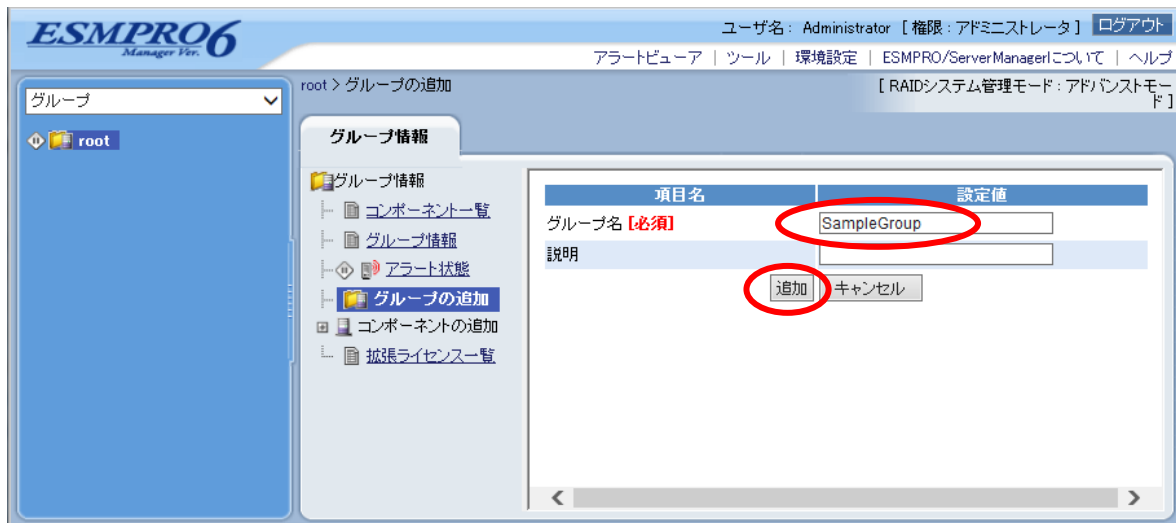 ESMPRO6
Manager Ver.
ユーザ名： Administrator [ 権限：アドミニストレータ ] ログアウト
アラートビューア | ツール | 環境設定 | ESMPRO/ServerManagerについて | ヘルプ
グループ
root
root > グループの追加
[ RAIDシステム管理モード：アドバンストモー
ド ]
グループ情報
グループ情報
コンポーネント一覧
グループ情報
アラート状態
グループの追加
コンポーネントの追加
拡張ライセンス一覧
項目名 設定値
グループ名 [必須] SampleGroup
説明
追加 キャンセル